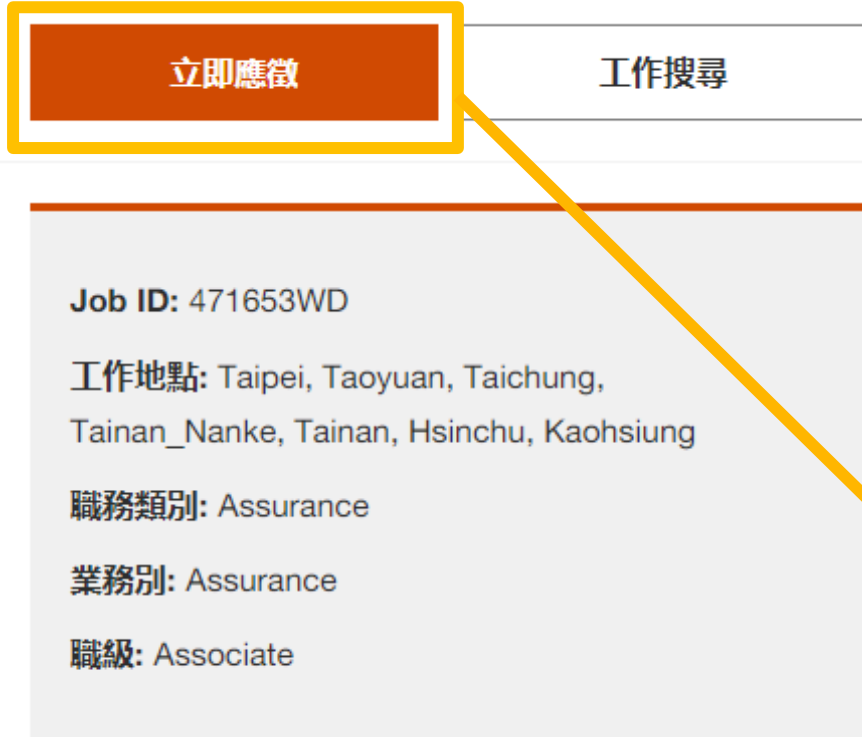 立即應徵
工作搜尋
Job ID: 471653WD
工作地點: Taipei, Taoyuan, Taichung,
Tainan_Nanke, Tainan, Hsinchu, Kaohsiung
職務類別: Assurance
業務別: Assurance
職級: Associate